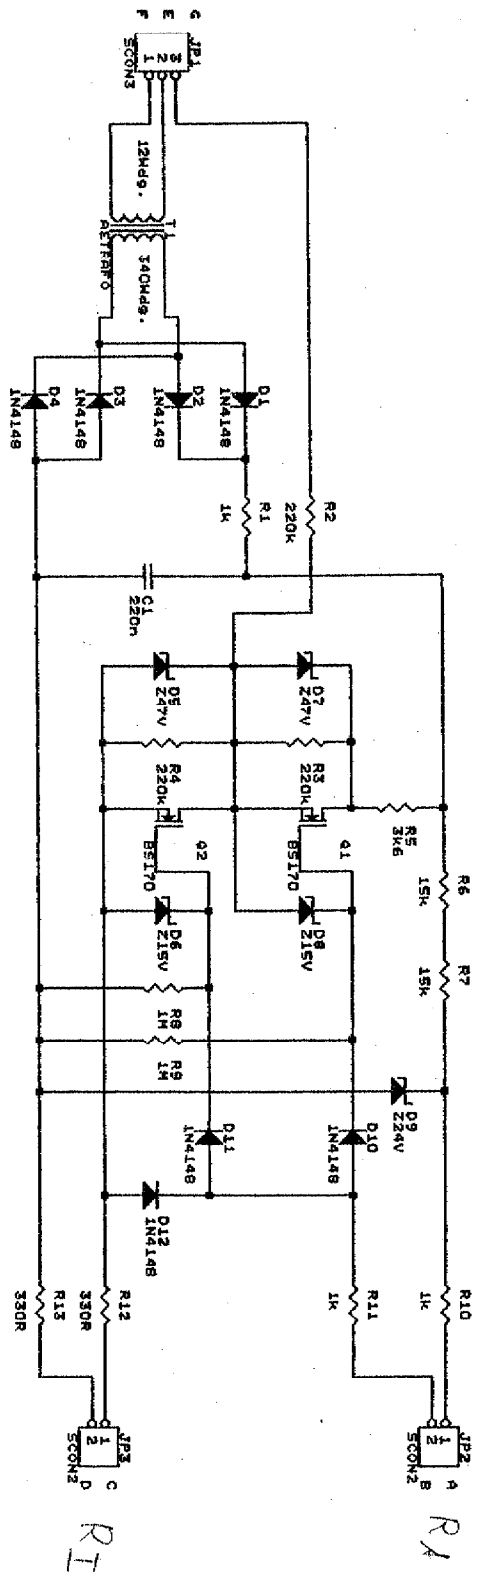 G
E
F
JP1
3
2
1
SCON3
12Wdg.
T1
340Wdg.
AETRAFO
D1
1N4148
D2
1N4148
D3
1N4148
D4
1N4148
R2
220k
R1
1k
C1
220n
D7
Z47V
D5
Z47V
R3
220k
R4
220k
R5
3k6
Q1
BS170
Q2
BS170
R6
15k
R7
15k
D8
Z15V
D6
Z15V
R8
1M
R9
1M
D9
Z24V
D10
1N4148
D11
1N4148
D12
1N4148
R10
1k
R11
1k
R12
330R
R13
330R
JP2
1
2
SCON2
A
B
JP3
1
2
SCON2
C
D
RA
RI